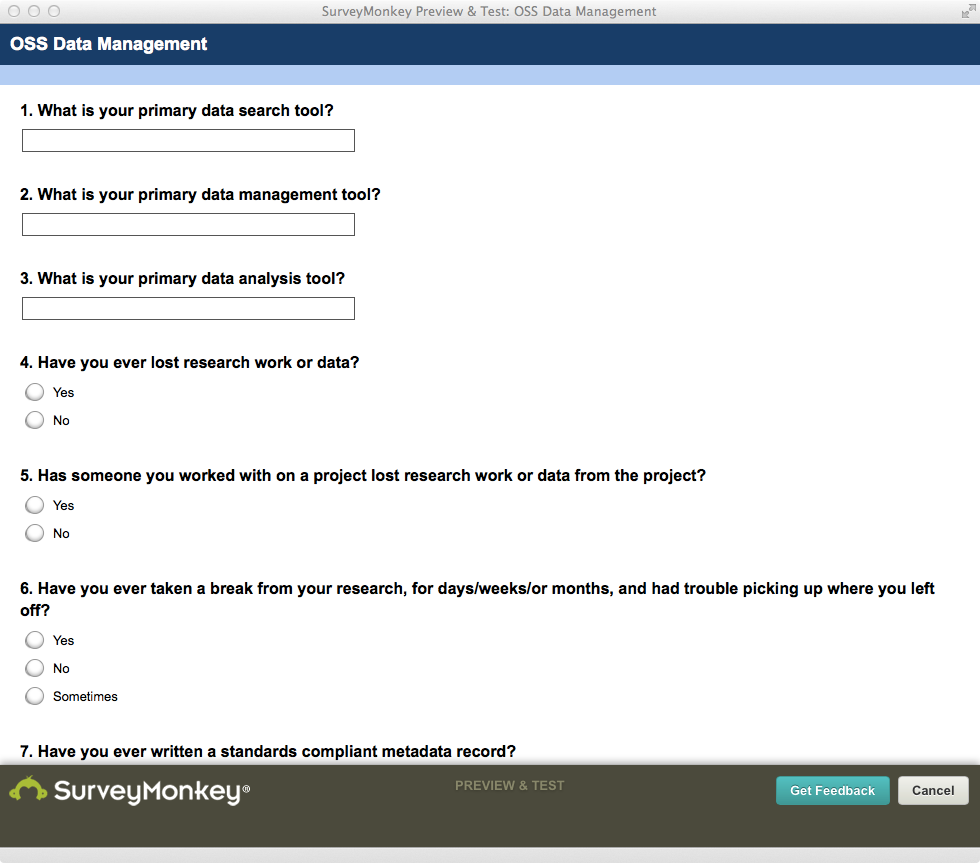 SurveyMonkey Preview & Test: OSS Data Management
OSS Data Management
1. What is your primary data search tool?
2. What is your primary data management tool?
3. What is your primary data analysis tool?
4. Have you ever lost research work or data?
Yes
No
5. Has someone you worked with on a project lost research work or data from the project?
Yes
No
6. Have you ever taken a break from your research, for days/weeks/or months, and had trouble picking up where you left
off?
Yes
No
Sometimes
7. Have you ever written a standards compliant metadata record?
SurveyMonkey®
PREVIEW & TEST
Get Feedback
Cancel